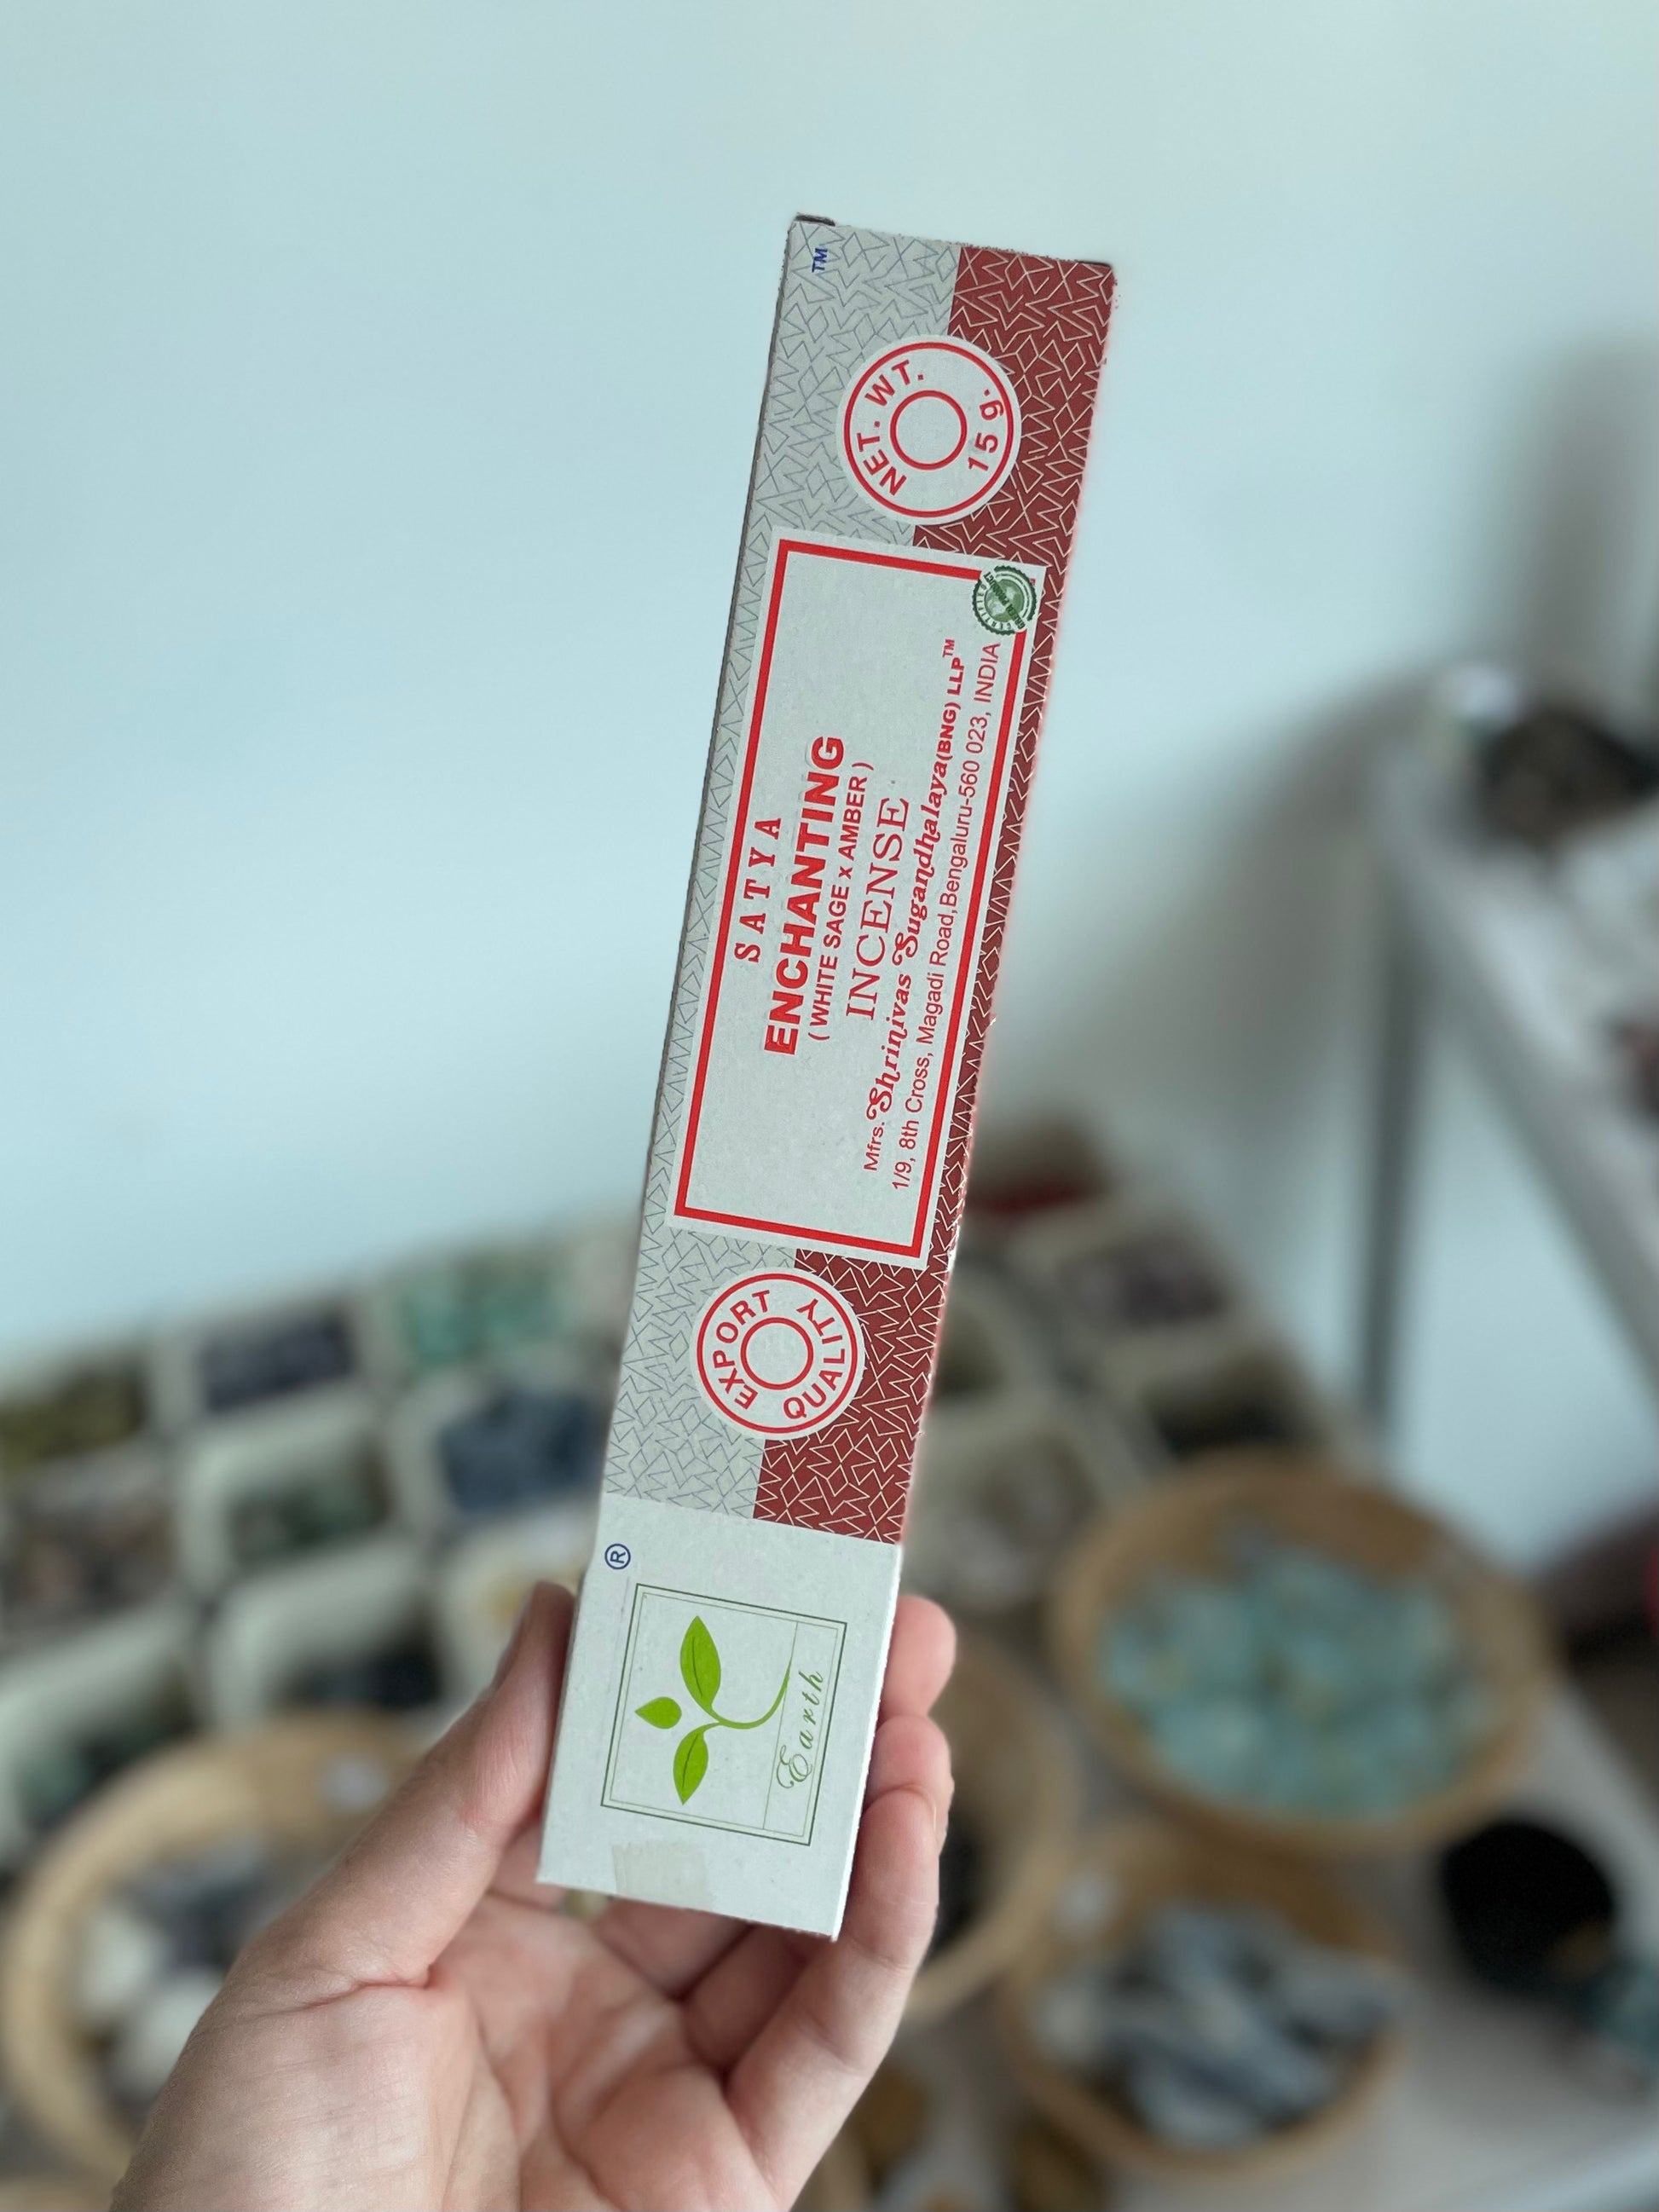 ®
Earth
EXPORT QUALITY
SATYA
ENCHANTING
(WHITE SAGE x AMBER)
INCENSE
Mfrs. Shrinivas Sugandhalaya (BNG) LLP™
1/9, 8th Cross, Magadi Road, Bengaluru-560 023, INDIA
NET. WT.
15 g.
TM